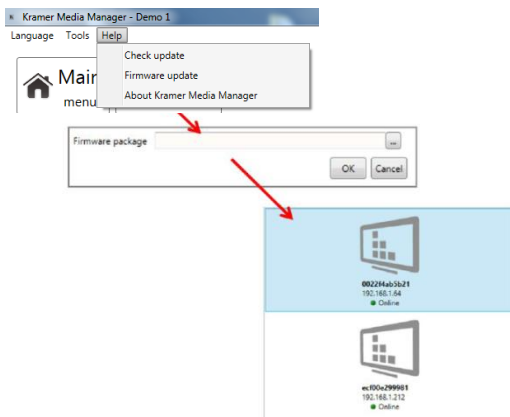 Kramer Media Manager - Demo 1
Language Tools Help
Check update
Firmware update
About Kramer Media Manager
Main
menu
Firmware package ...
OK Cancel
0022f4ab5b21
192.168.1.64
Online
ecf00e299981
192.168.1.212
Online